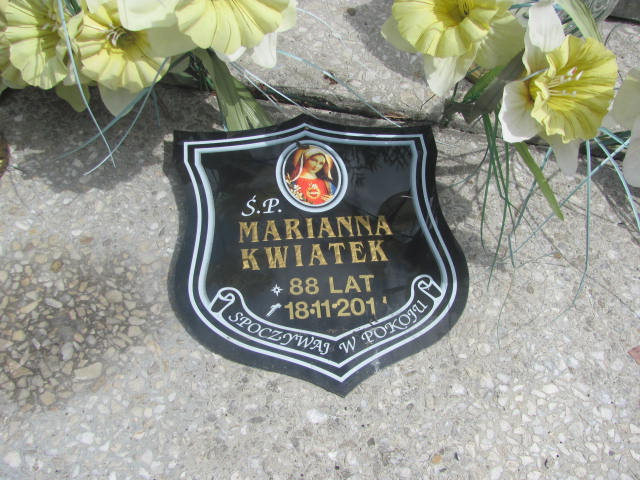 Ś.P.
MARIANNA
KWIATEK
88 LAT
18·11·201
SPOCZYWAJ W POKOJU